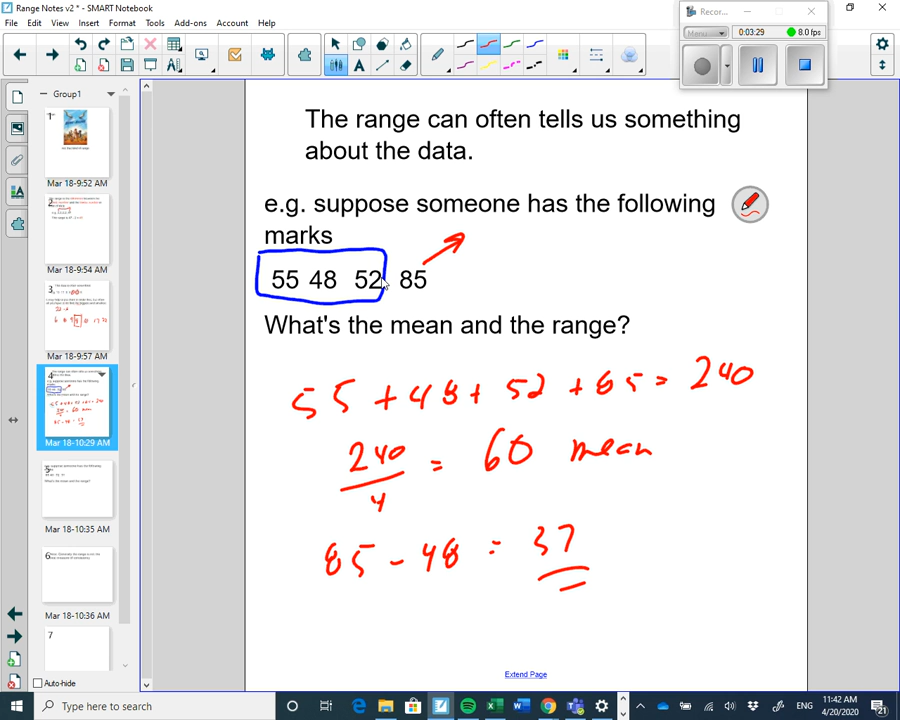 Range Notes v2 * - SMART Notebook
File Edit View Insert Format Tools Add-ons Account Help
Recor...
Menu
0:03:29
8.0 fps
Group1
Mar 18-9:52 AM
Mar 18-9:54 AM
Mar 18-9:57 AM
Mar 18-10:29 AM
Mar 18-10:35 AM
Mar 18-10:36 AM
7
Auto-hide
The range can often tells us something
about the data.
e.g. suppose someone has the following
marks
55 48 52 85
What's the mean and the range?
55 + 48 + 52 + 85 = 240
240
4
= 60 mean
85 - 48 = 37
Extend Page
Type here to search
11:42 AM
4/20/2020
21